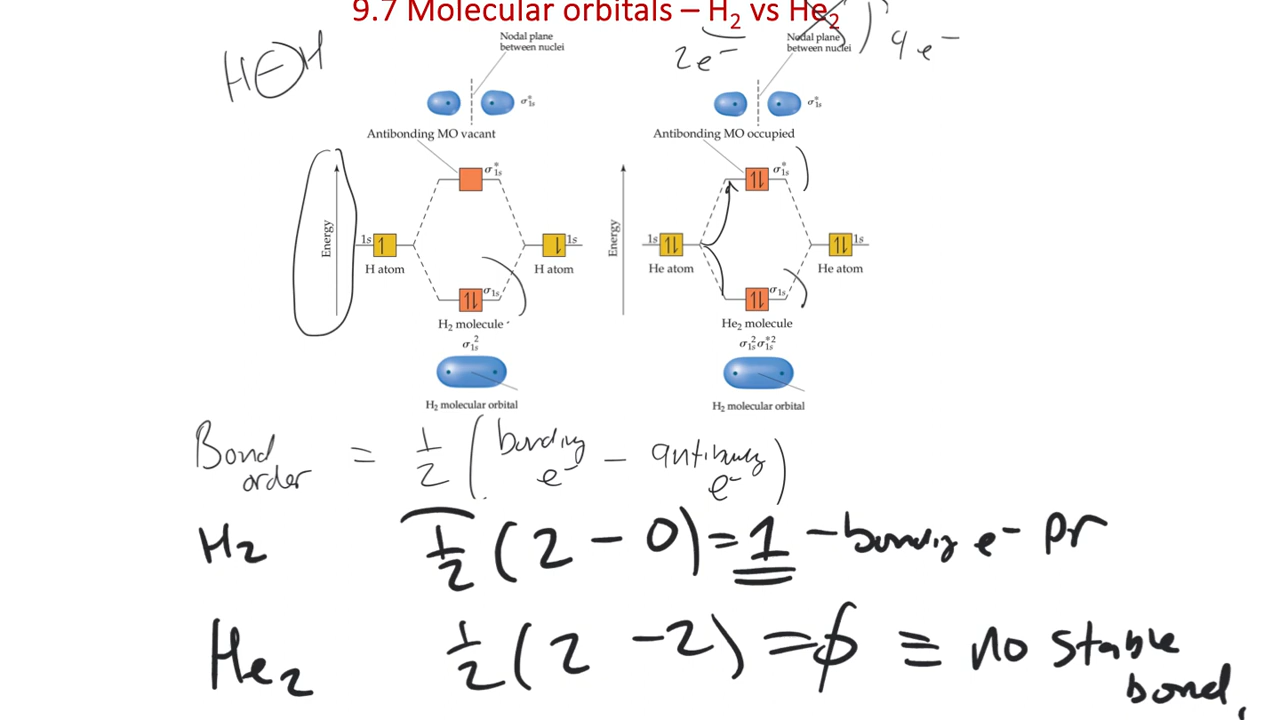 9.7 Molecular orbitals – H₂ vs He₂
2e⁻
4e⁻
H H
Nodal plane
between nuclei
σ*1s
Antibonding MO vacant
σ*1s
Energy
1s ↑
H atom
↓ 1s
H atom
↑↓ σ1s
H₂ molecule
σ1s²
H₂ molecular orbital
Nodal plane
between nuclei
σ*1s
Antibonding MO occupied
↑↓ σ*1s
Energy
1s ↑↓
He atom
↑↓ 1s
He atom
↑↓ σ1s
He₂ molecule
σ1s² σ*1s²
H₂ molecular orbital
Bond order = 1/2 (bonding e⁻ – antibonding e⁻)
H₂ 1/2 (2 – 0) = 1 – bonding e⁻ pr
He₂ 1/2 (2 – 2) = ∅ ≡ no stable
bond.